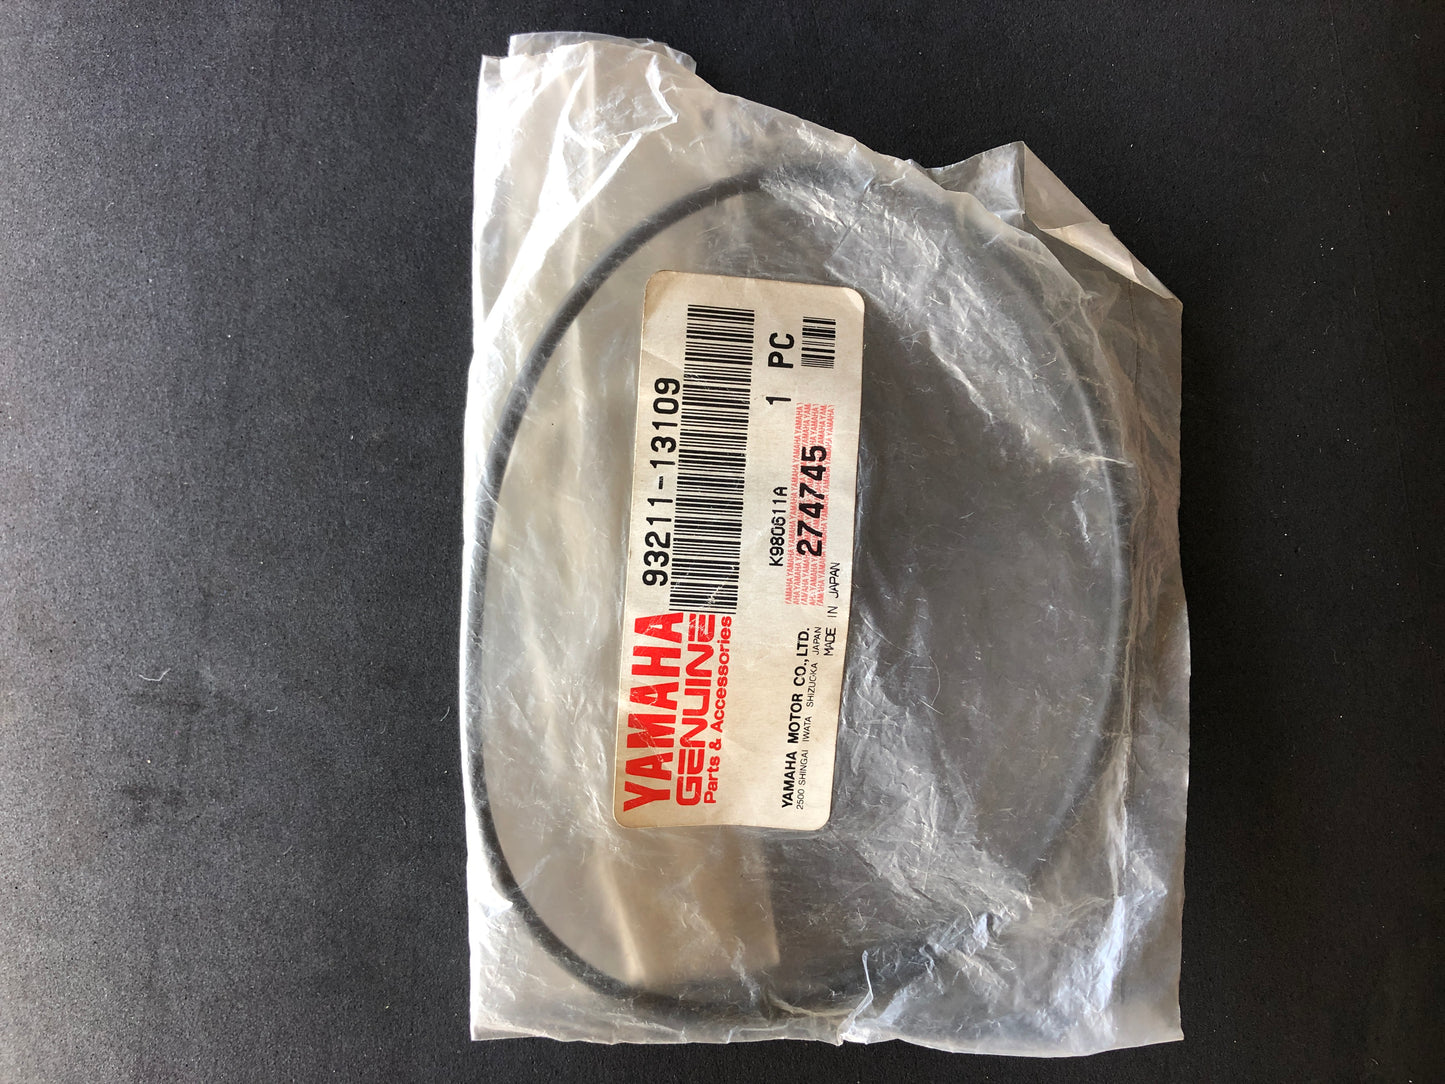 YAMAHA
GENUINE
Parts & Accessories
93211-13109
1 PC
K980611A
274745
YAMAHA MOTOR CO.,LTD.
2500 SHINGAI IWATA SHIZUOKA JAPAN
MADE IN JAPAN